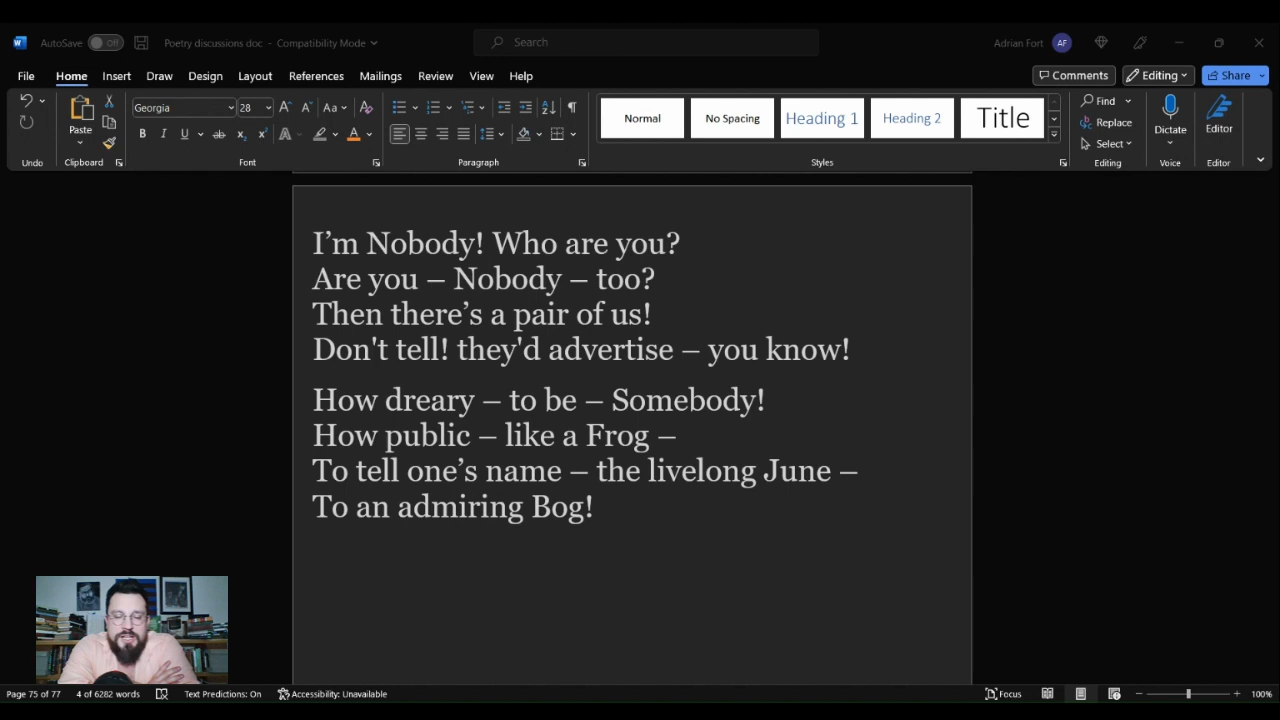 AutoSave Off Poetry discussions doc - Compatibility Mode Search Adrian Fort AF
File Home Insert Draw Design Layout References Mailings Review View Help Comments Editing Share
Georgia 28 Aa Normal No Spacing Heading 1 Heading 2 Title Find
Paste Replace Dictate Editor
B I U ab x₂ x² A A Select
Undo Clipboard Font Paragraph Styles Editing Voice Editor
I’m Nobody! Who are you?
Are you – Nobody – too?
Then there’s a pair of us!
Don't tell! they'd advertise – you know!
How dreary – to be – Somebody!
How public – like a Frog –
To tell one’s name – the livelong June –
To an admiring Bog!
Page 75 of 77 4 of 6282 words Text Predictions: On Accessibility: Unavailable Focus 100%